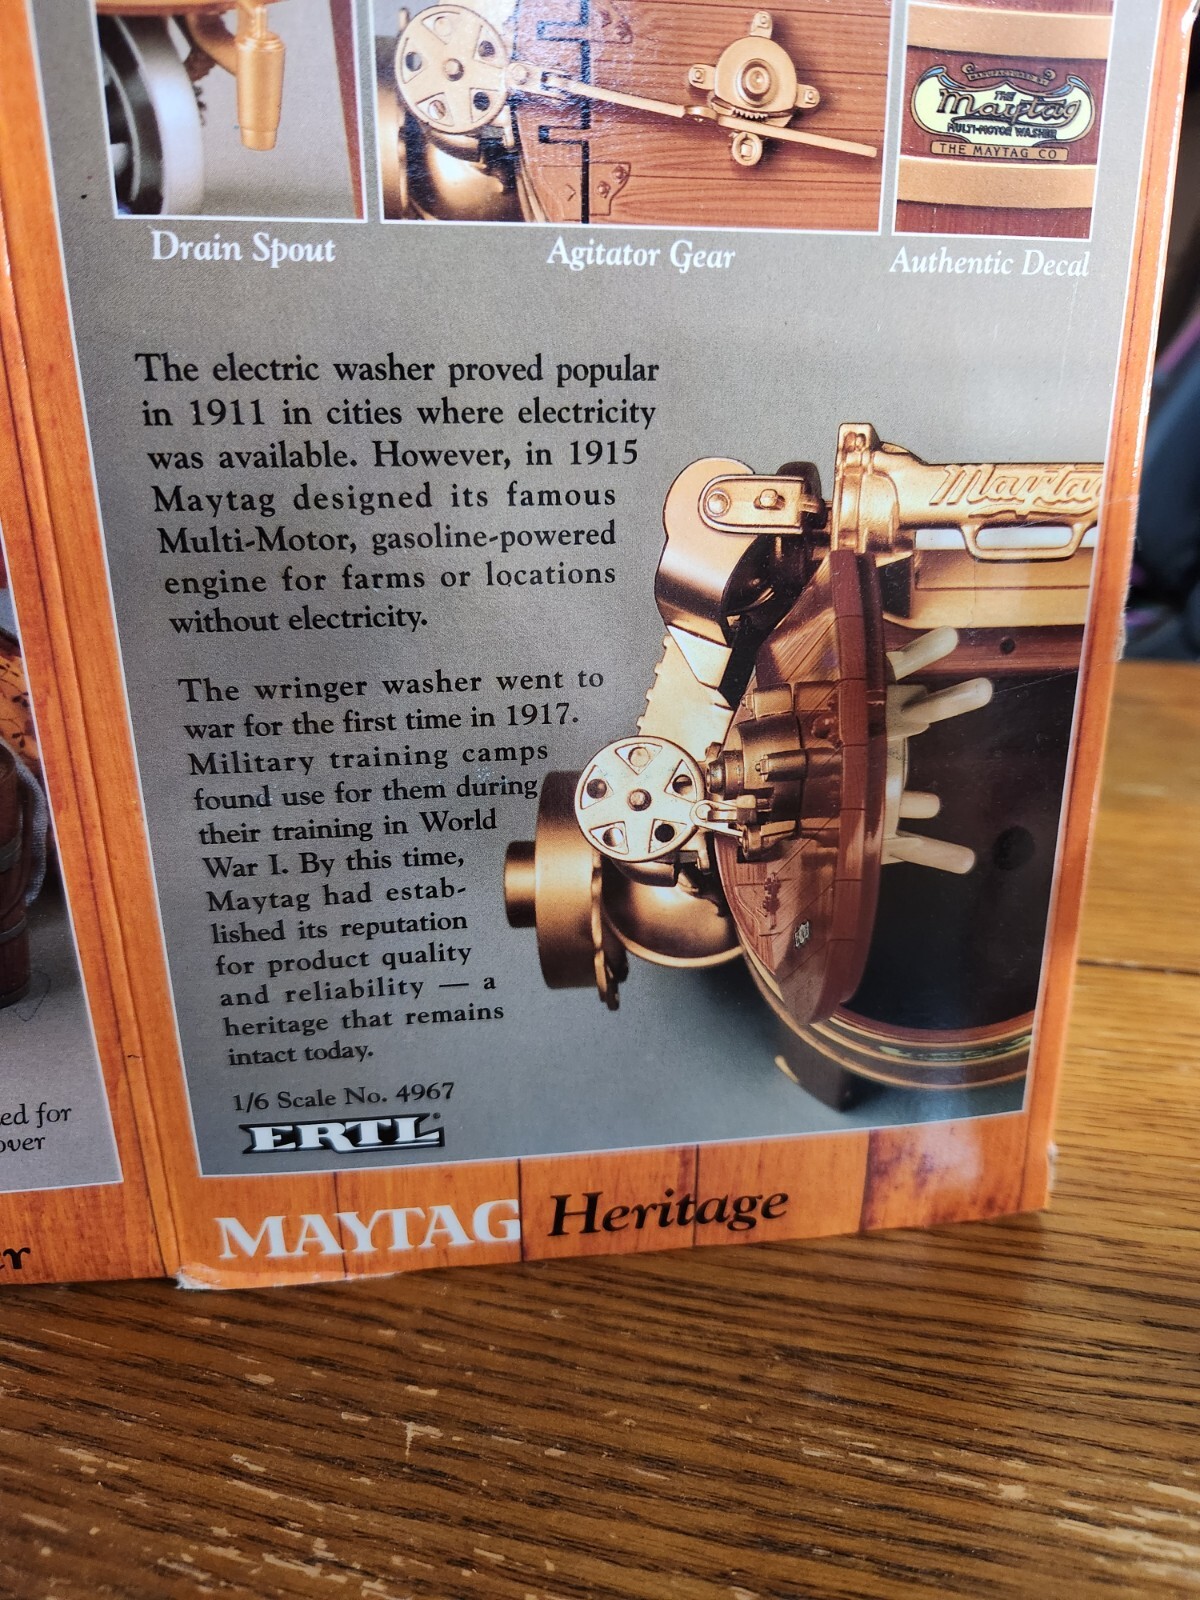 MANUFACTURED BY
THE
Maytag
MULTI-MOTOR WASHER
THE MAYTAG CO
Drain Spout
Agitator Gear
Authentic Decal
The electric washer proved popular
in 1911 in cities where electricity
was available. However, in 1915
Maytag designed its famous
Multi-Motor, gasoline-powered
engine for farms or locations
without electricity.
Maytag
The wringer washer went to
war for the first time in 1917.
Military training camps
found use for them during
their training in World
War I. By this time,
Maytag had estab-
lished its reputation
for product quality
and reliability — a
heritage that remains
intact today.
1/6 Scale No. 4967
ERTL®
MAYTAG Heritage
ed for
over
er